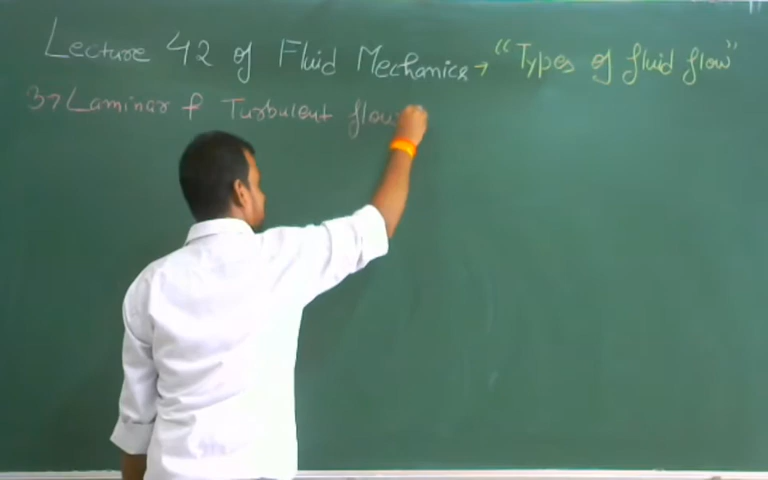 Lecture 42 of Fluid Mechanics → "Types of fluid flow"
3→ Laminar & Turbulent flow